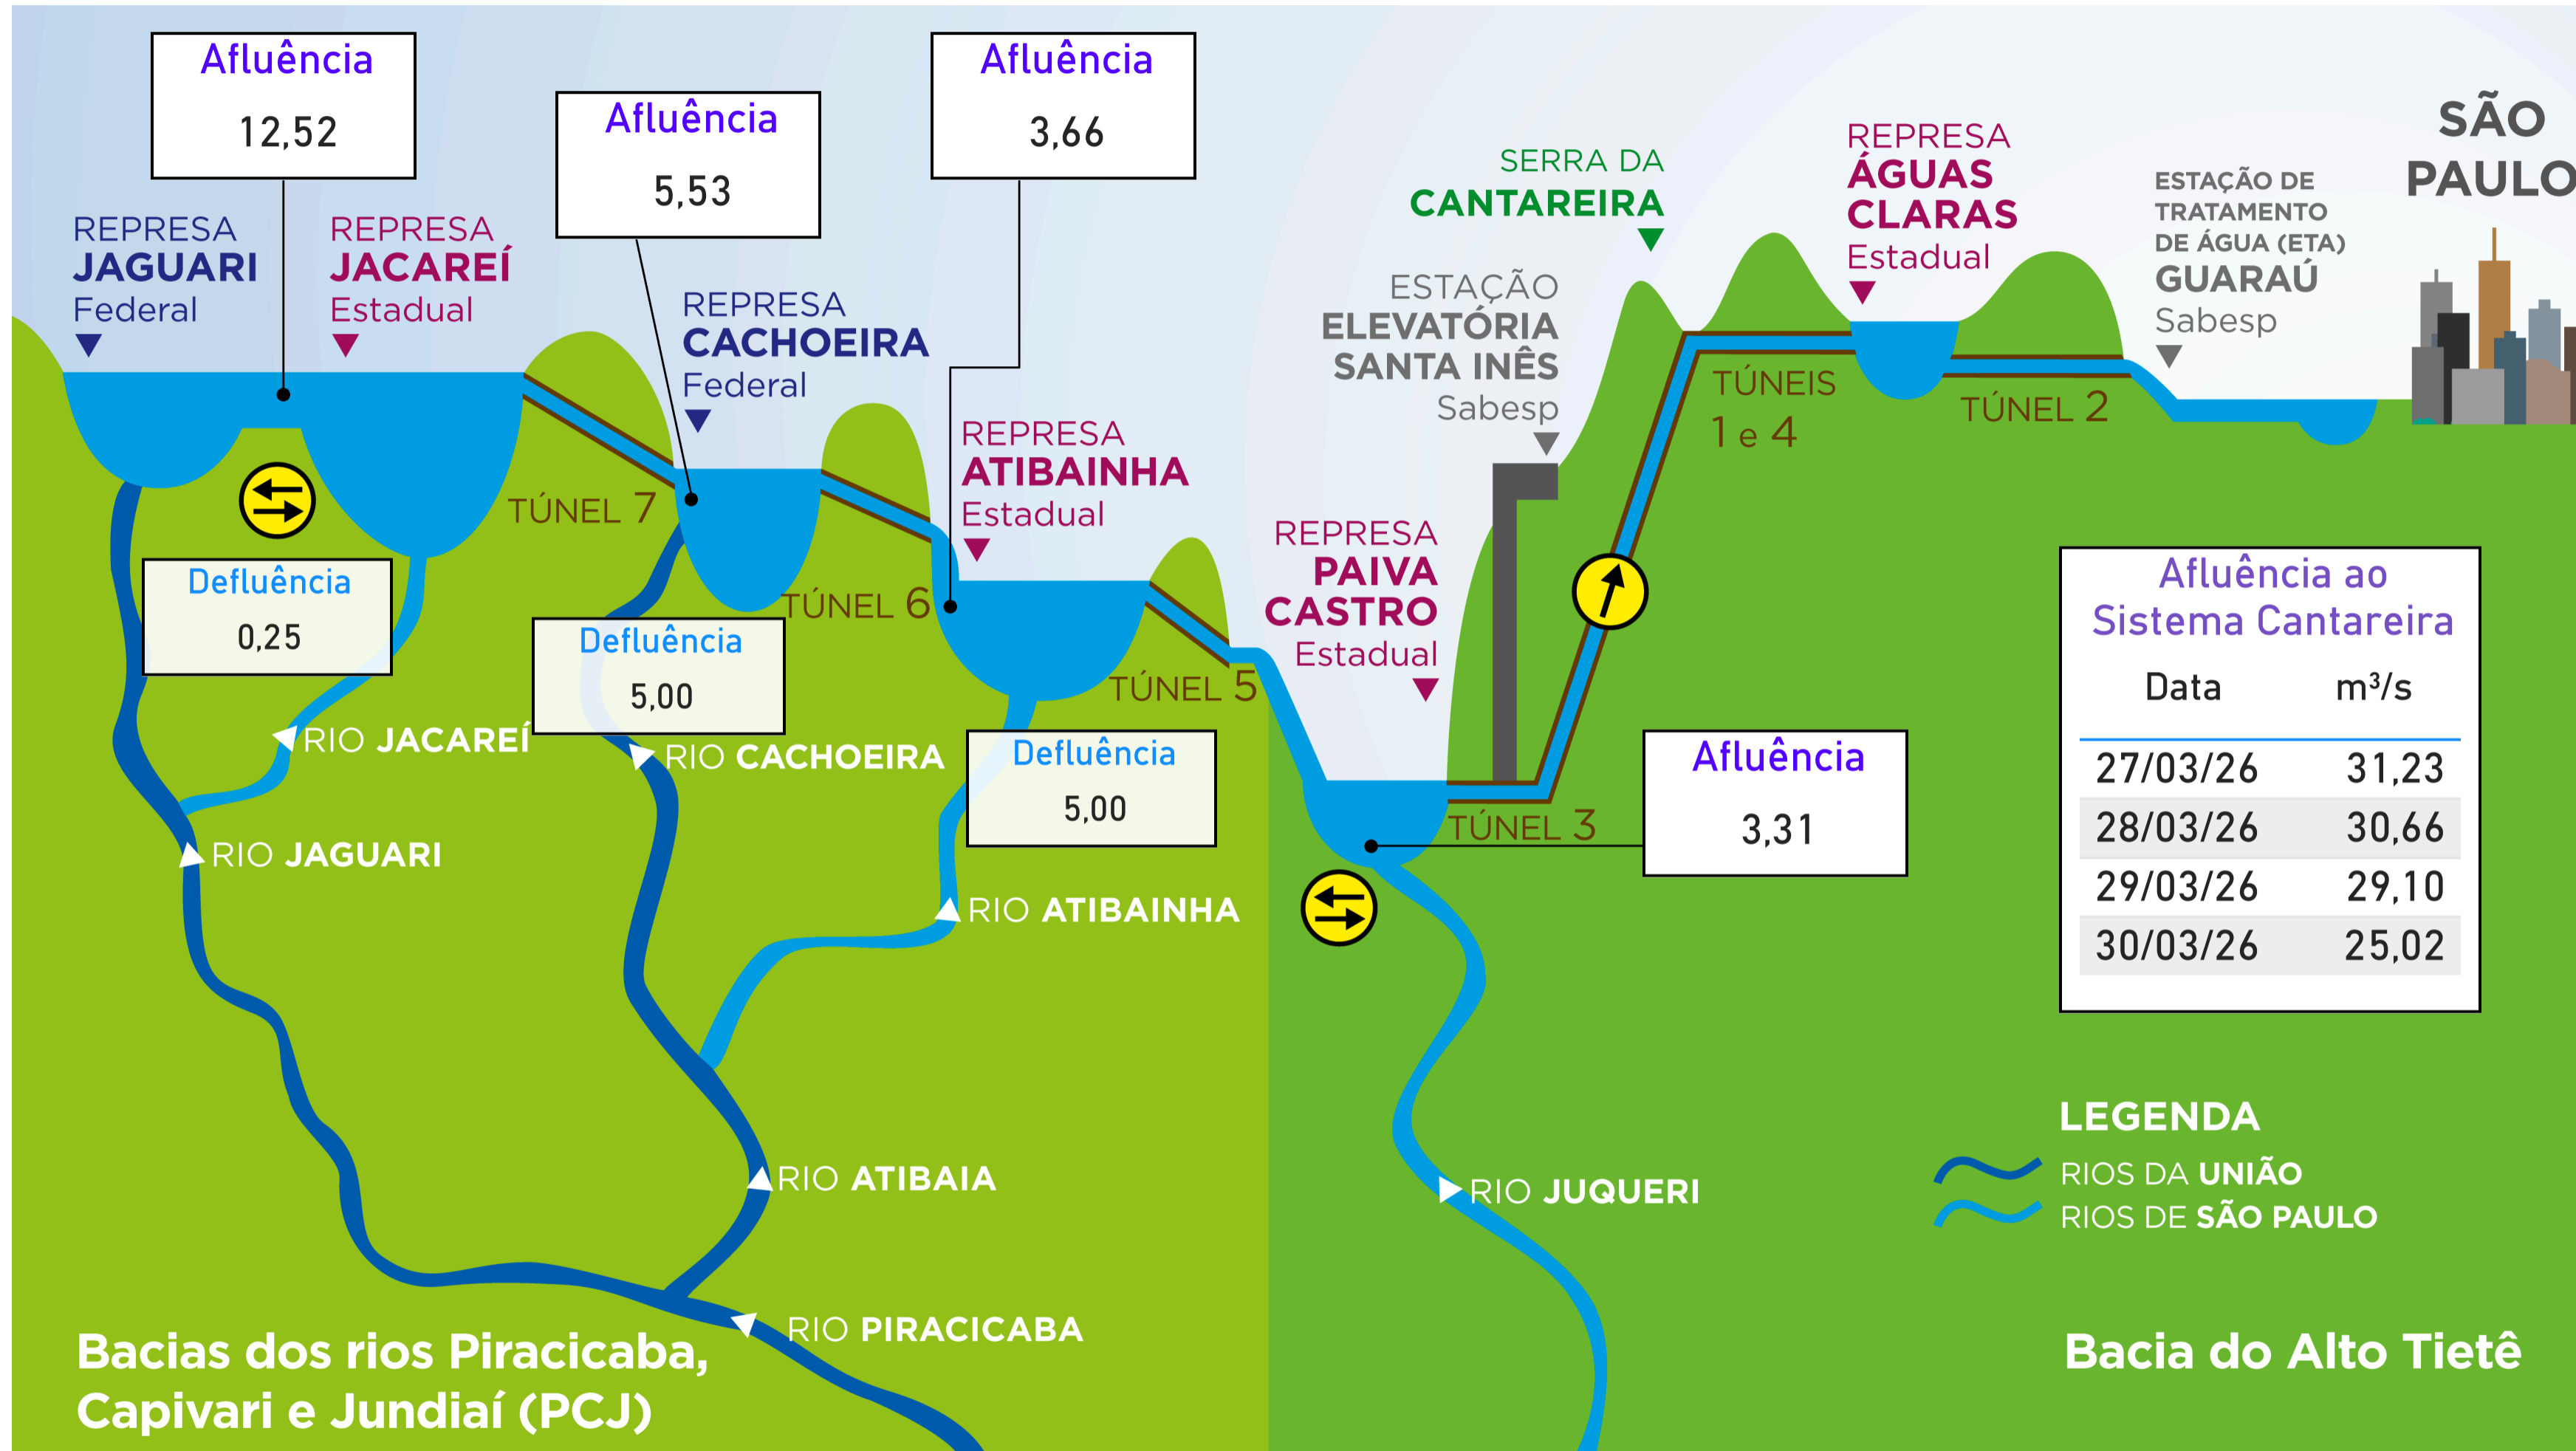 Afluência
12,52
Afluência
5,53
Afluência
3,66
REPRESA
JAGUARI
Federal
REPRESA
JACAREÍ
Estadual
REPRESA
CACHOEIRA
Federal
REPRESA
ATIBAINHA
Estadual
SERRA DA
CANTAREIRA
ESTAÇÃO
ELEVATÓRIA
SANTA INÊS
Sabesp
REPRESA
ÁGUAS
CLARAS
Estadual
ESTAÇÃO DE
TRATAMENTO
DE ÁGUA (ETA)
GUARAÚ
Sabesp
SÃO
PAULO
TÚNEL 7
TÚNEL 6
TÚNEL 5
REPRESA
PAIVA
CASTRO
Estadual
TÚNEIS
1 e 4
TÚNEL 2
TÚNEL 3
Defluência
0,25
Defluência
5,00
Defluência
5,00
Afluência
3,31
Afluência ao
Sistema Cantareira
Data m³/s
27/03/26 31,23
28/03/26 30,66
29/03/26 29,10
30/03/26 25,02
RIO JACAREÍ
RIO CACHOEIRA
RIO JAGUARI
RIO ATIBAINHA
RIO ATIBAIA
RIO JUQUERI
RIO PIRACICABA
LEGENDA
RIOS DA UNIÃO
RIOS DE SÃO PAULO
Bacias dos rios Piracicaba,
Capivari e Jundiaí (PCJ)
Bacia do Alto Tietê